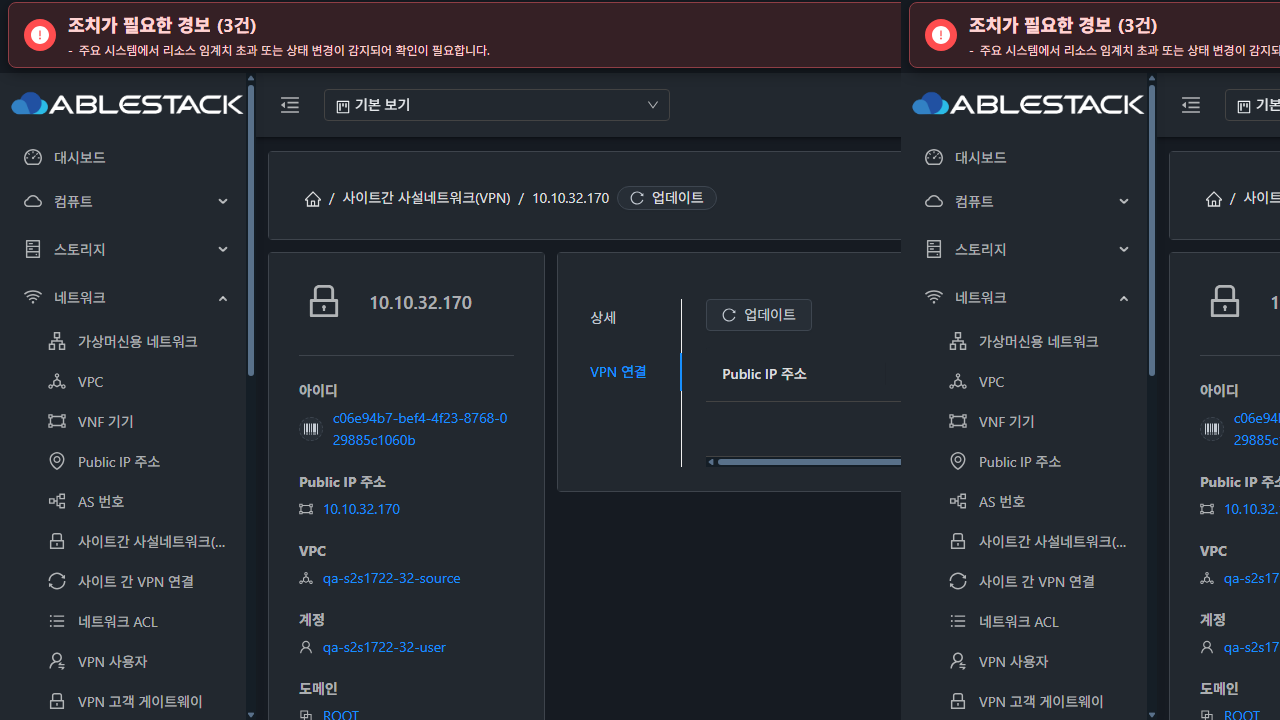 조치가 필요한 경보 (3건)
- 주요 시스템에서 리소스 임계치 초과 또는 상태 변경이 감지되어 확인이 필요합니다.
ABLESTACK
기본 보기
대시보드
컴퓨트
스토리지
네트워크
가상머신용 네트워크
VPC
VNF 기기
Public IP 주소
AS 번호
사이트간 사설네트워크(...
사이트 간 VPN 연결
네트워크 ACL
VPN 사용자
VPN 고객 게이트웨이
/ 사이트간 사설네트워크(VPN) / 10.10.32.170 업데이트
10.10.32.170
아이디
c06e94b7-bef4-4f23-8768-0
29885c1060b
Public IP 주소
10.10.32.170
VPC
qa-s2s1722-32-source
계정
qa-s2s1722-32-user
도메인
ROOT
상세
VPN 연결
업데이트
Public IP 주소
조치가 필요한 경보 (3건)
- 주요 시스템에서 리소스 임계치 초과 또는 상태 변경이 감지되
ABLESTACK
기본
대시보드
컴퓨트
스토리지
네트워크
가상머신용 네트워크
VPC
VNF 기기
Public IP 주소
AS 번호
사이트간 사설네트워크(...
사이트 간 VPN 연결
네트워크 ACL
VPN 사용자
VPN 고객 게이트웨이
/ 사이트
1
아이디
c06e94
29885c
Public IP 주소
10.10.32.
VPC
qa-s2s17
계정
qa-s2s17
도메인
ROOT